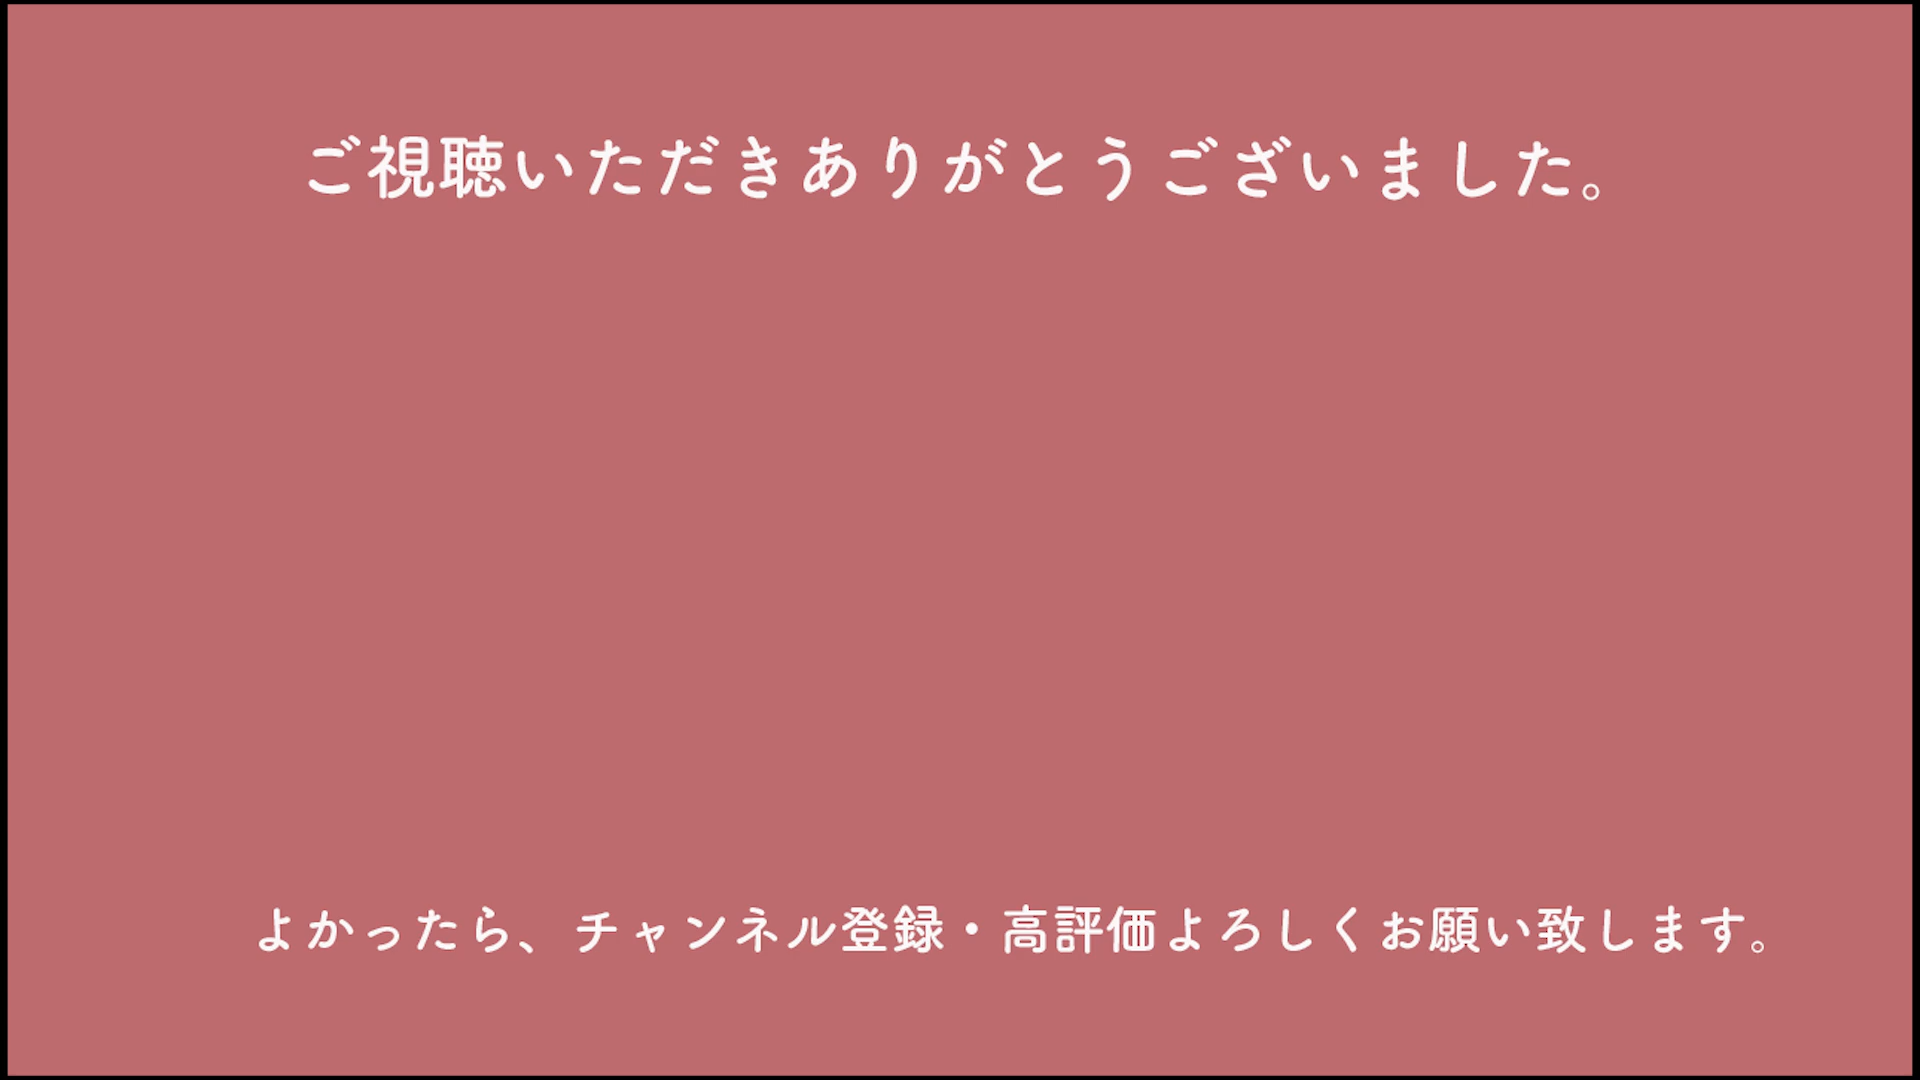 ご視聴いただきありがとうございました。
よかったら、チャンネル登録・高評価よろしくお願い致します。